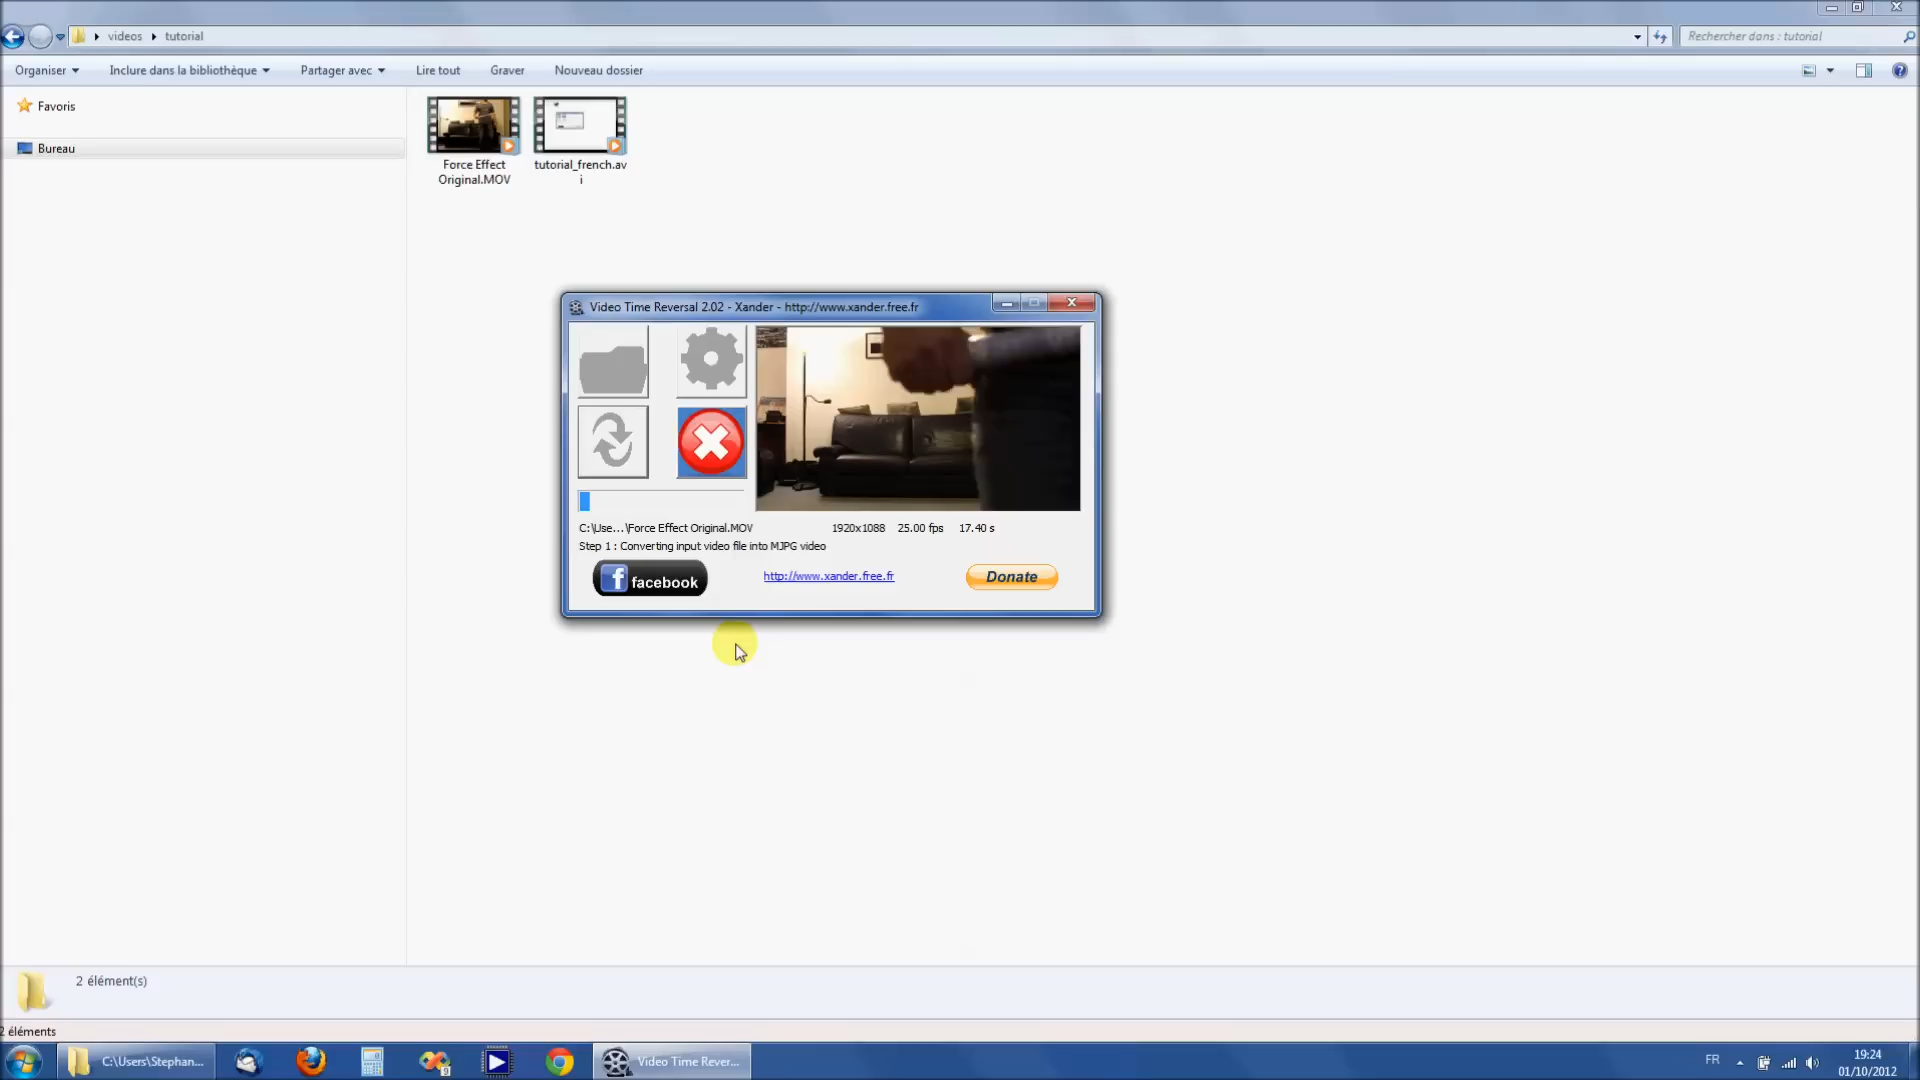 videos
tutorial
Rechercher dans : tutorial
Organiser
Inclure dans la bibliothèque
Partager avec
Lire tout
Graver
Nouveau dossier
Favoris
Bureau
Force Effect
Original.MOV
tutorial_french.av
i
Video Time Reversal 2.02 - Xander - http://www.xander.free.fr
C:\Use...\Force Effect Original.MOV
1920x1088
25.00 fps
17.40 s
Step 1 : Converting input video file into MJPG video
facebook
http://www.xander.free.fr
Donate
2 élément(s)
2 éléments
C:\Users\Stephan...
Video Time Rever...
FR
19:24
01/10/2012